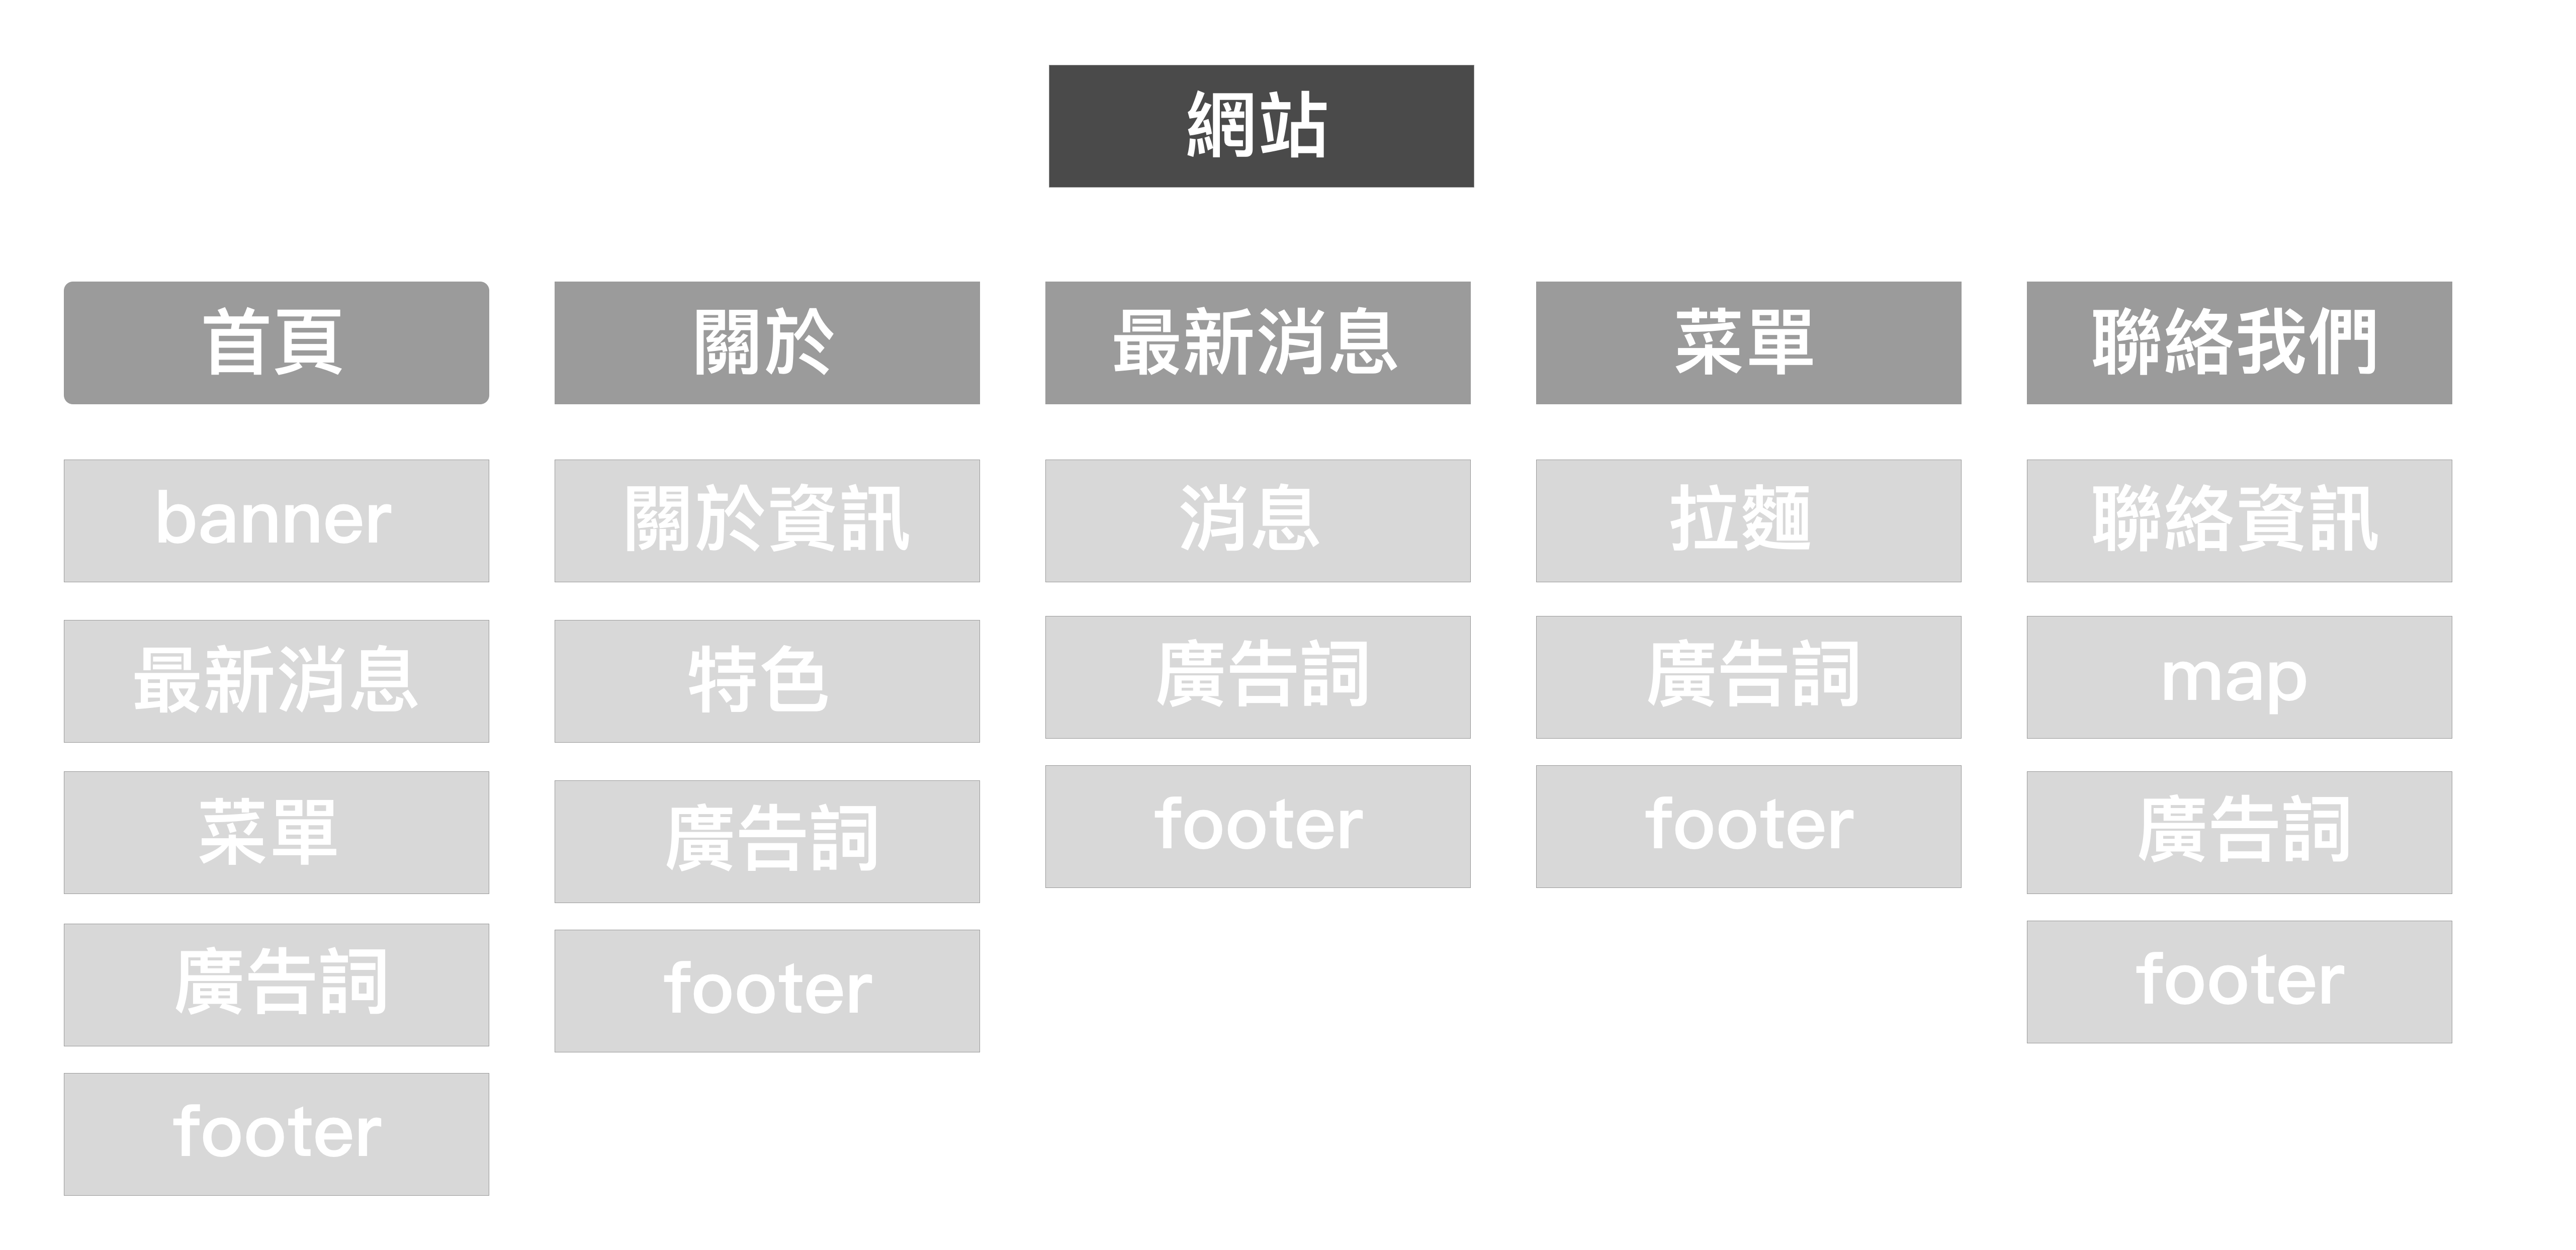 網站
首頁
banner
最新消息
菜單
廣告詞
footer
關於
關於資訊
特色
廣告詞
footer
最新消息
消息
廣告詞
footer
菜單
拉麵
廣告詞
footer
聯絡我們
聯絡資訊
map
廣告詞
footer